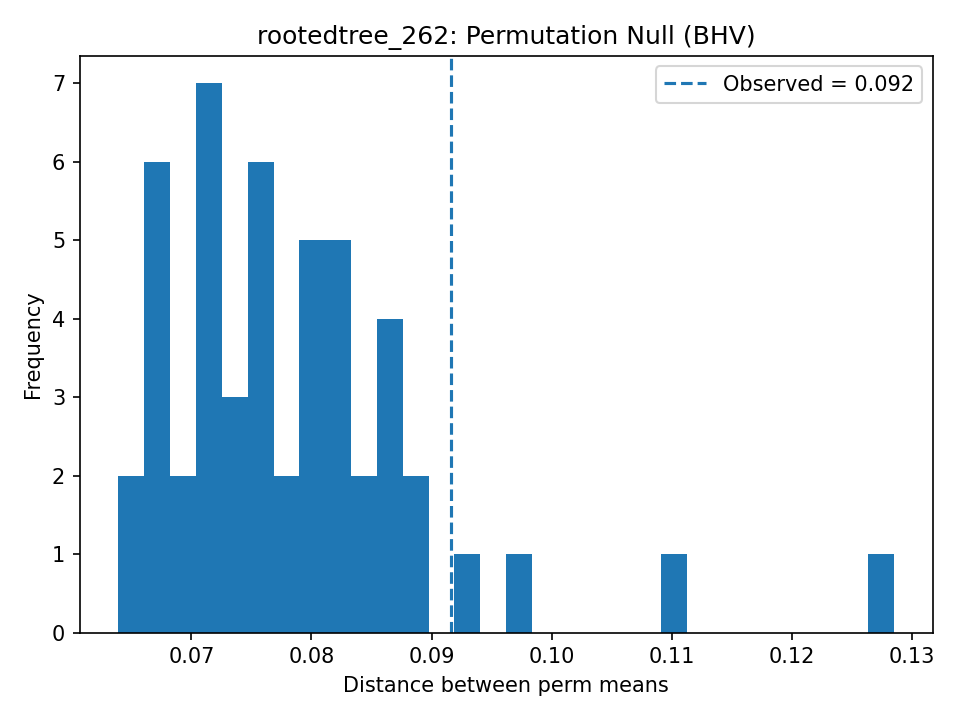 rootedtree_262: Permutation Null (BHV)
Observed = 0.092
7
6
5
4
3
2
1
0
Frequency
0.07 0.08 0.09 0.10 0.11 0.12 0.13
Distance between perm means